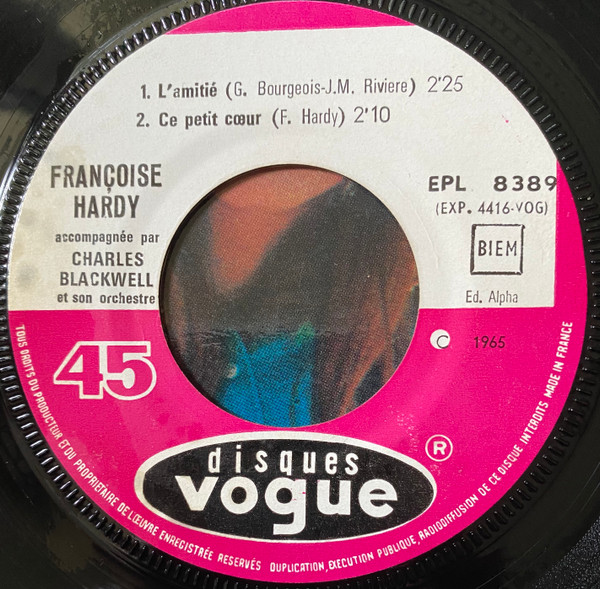 1. L'amitié (G. Bourgeois-J.M. Riviere) 2'25
2. Ce petit cœur (F. Hardy) 2'10
FRANÇOISE
HARDY
accompagnée par
CHARLES
BLACKWELL
et son orchestre
EPL 8389
(EXP. 4416-VOG)
BIEM
Ed. Alpha
45
C 1965
disques
vogue
R
TOUS DROITS DU PRODUCTEUR ET DU PROPRIETAIRE DE L'ŒUVRE ENREGISTRÉE RESERVÉS DUPLICATION, EXECUTION PUBLIQUE, RADIODIFFUSION DE CE DISQUE INTERDITS MADE IN FRANCE